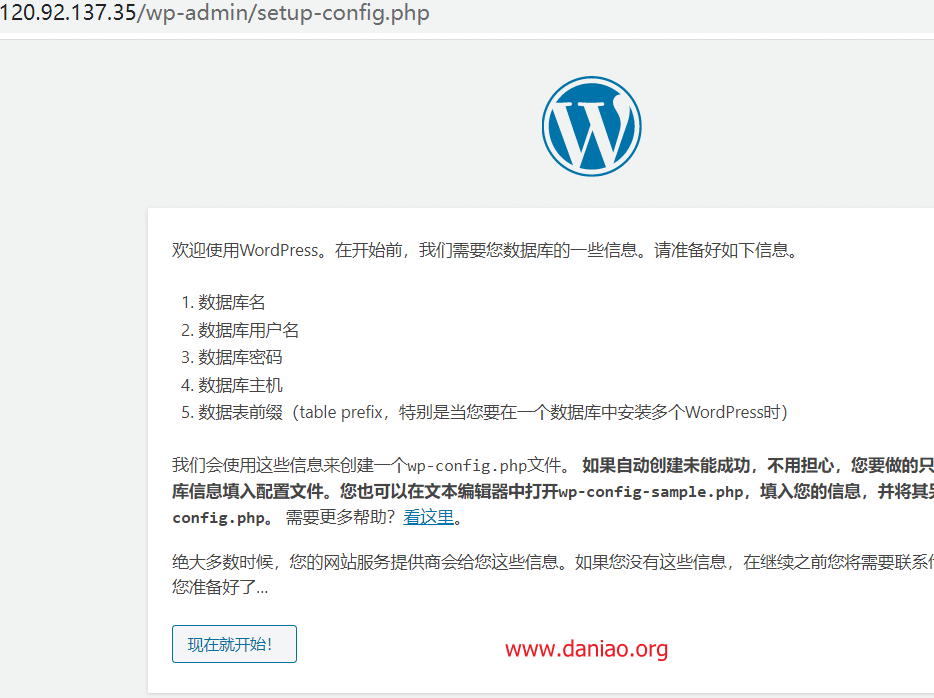 120.92.137.35/wp-admin/setup-config.php
欢迎使用WordPress。在开始前，我们需要您数据库的一些信息。请准备好如下信息。
1. 数据库名
2. 数据库用户名
3. 数据库密码
4. 数据库主机
5. 数据表前缀（table prefix，特别是当您要在一个数据库中安装多个WordPress时）
我们会使用这些信息来创建一个wp-config.php文件。 如果自动创建未能成功，不用担心，您要做的只
库信息填入配置文件。您也可以在文本编辑器中打开wp-config-sample.php，填入您的信息，并将其另
config.php。 需要更多帮助？看这里。
绝大多数时候，您的网站服务提供商会给您这些信息。如果您没有这些信息，在继续之前您将需要联系他
您准备好了...
现在就开始！
www.daniao.org